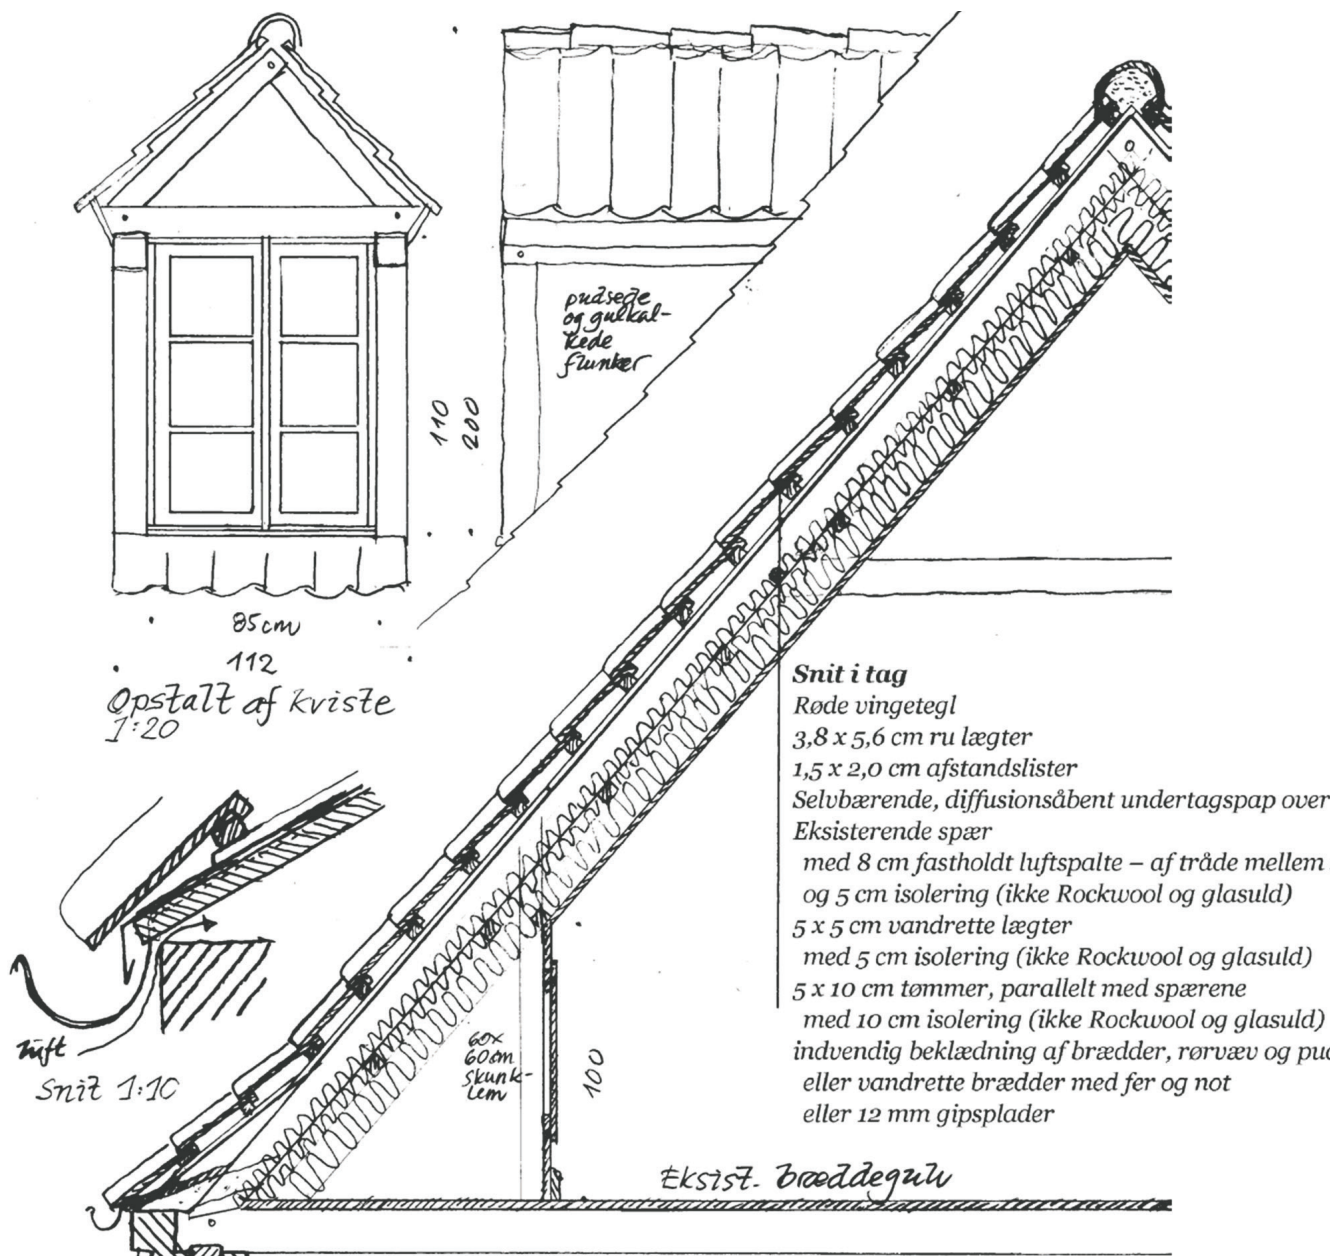 pudsede
og gulkal-
kede
flunker
110
200
85cm
112
Opstalt af kviste
1:20
luft
Snit 1:10
60x
60cm
skunk-
lem
100
Eksist. bræddegulv
Snit i tag
Røde vingetegl
3,8 x 5,6 cm ru lægter
1,5 x 2,0 cm afstandslister
Selvbærende, diffusionsåbent undertagspap over
Eksisterende spær
med 8 cm fastholdt luftspalte – af tråde mellem
og 5 cm isolering (ikke Rockwool og glasuld)
5 x 5 cm vandrette lægter
med 5 cm isolering (ikke Rockwool og glasuld)
5 x 10 cm tømmer, parallelt med spærene
med 10 cm isolering (ikke Rockwool og glasuld)
indvendig beklædning af brædder, rørvæv og
eller vandrette brædder med fer og not
eller 12 mm gipsplader